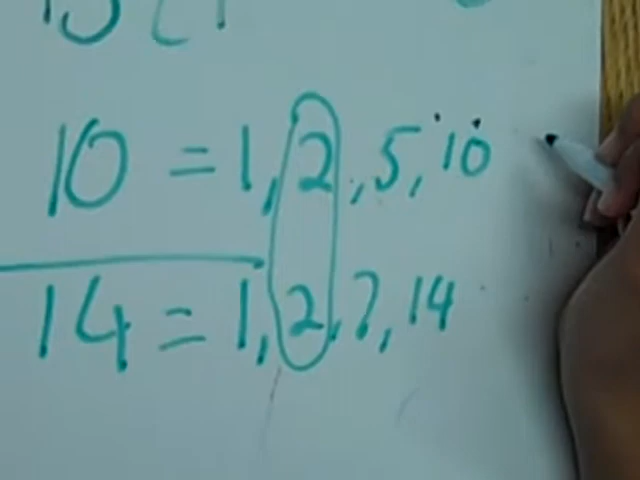 10 = 1, 2, 5, 10
14 = 1, 2, 7, 14